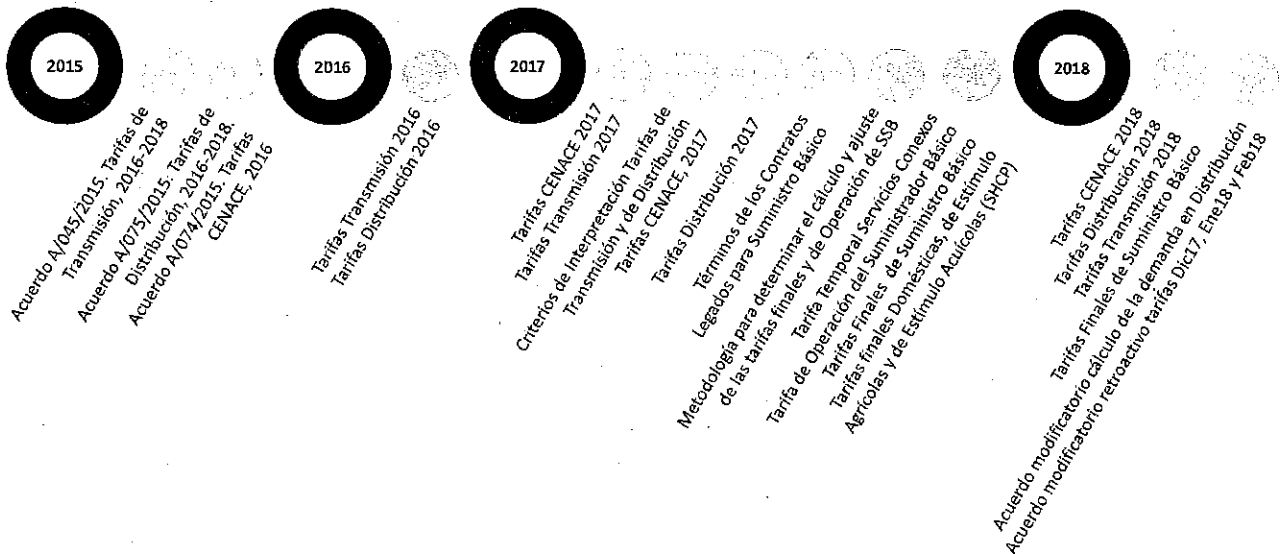 2015
Acuerdo A/045/2015. Tarifas de
Transmisión, 2016-2018
Acuerdo A/075/2015. Tarifas de
Distribución, 2016-2018.
Acuerdo A/074/2015, Tarifas
CENACE, 2016
2016
Tarifas Transmisión 2016
Tarifas Distribución 2016
2017
Tarifas CENACE 2017
Tarifas Transmisión 2017
Criterios de Interpretación Tarifas de
Transmisión y de Distribución
Tarifas CENACE, 2017
Tarifas Distribución 2017
Términos de los Contratos
Legados para Suministro Básico
Metodología para determinar el cálculo y ajuste
de las tarifas finales y de Operación de SSB
Tarifa Temporal Servicios Conexos
Tarifa de Operación del Suministrador Básico
Tarifas Finales de Suministro Básico
Tarifas finales Domésticas, de Estímulo
Agrícolas y de Estímulo Acuícolas (SHCP)
2018
Tarifas CENACE 2018
Tarifas Distribución 2018
Tarifas Transmisión 2018
Tarifas Finales de Suministro Básico
Acuerdo modificatorio cálculo de la demanda en Distribución
Acuerdo modificatorio retroactivo tarifas Dic17, Ene18 y Feb18